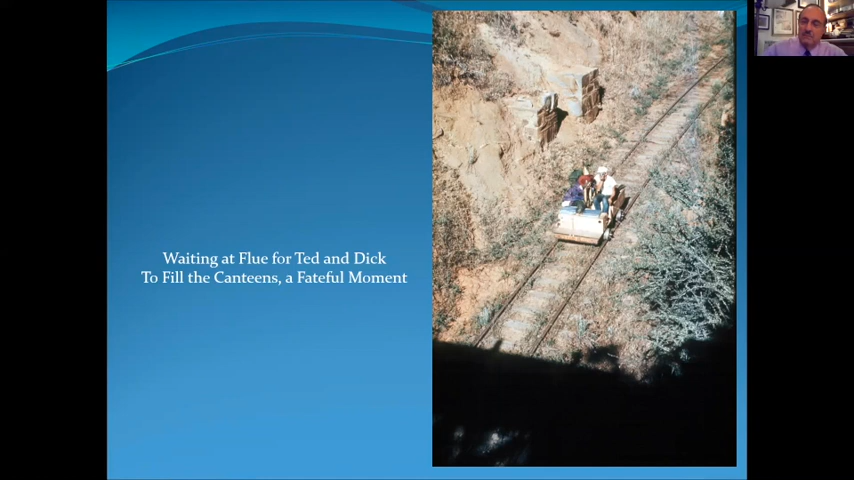 Waiting at Flue for Ted and Dick
To Fill the Canteens, a Fateful Moment